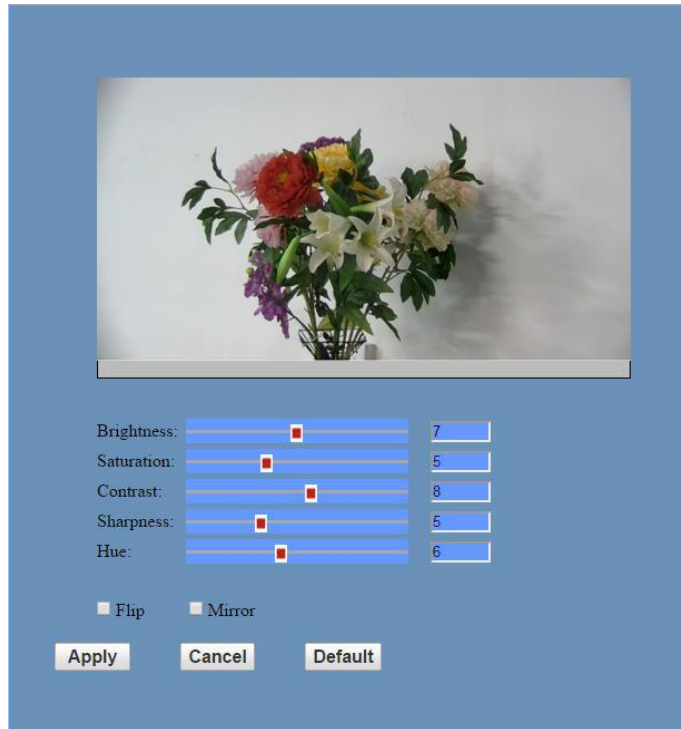 Brightness: 7
Saturation: 5
Contrast: 8
Sharpness: 5
Hue: 6
Flip Mirror
Apply Cancel Default